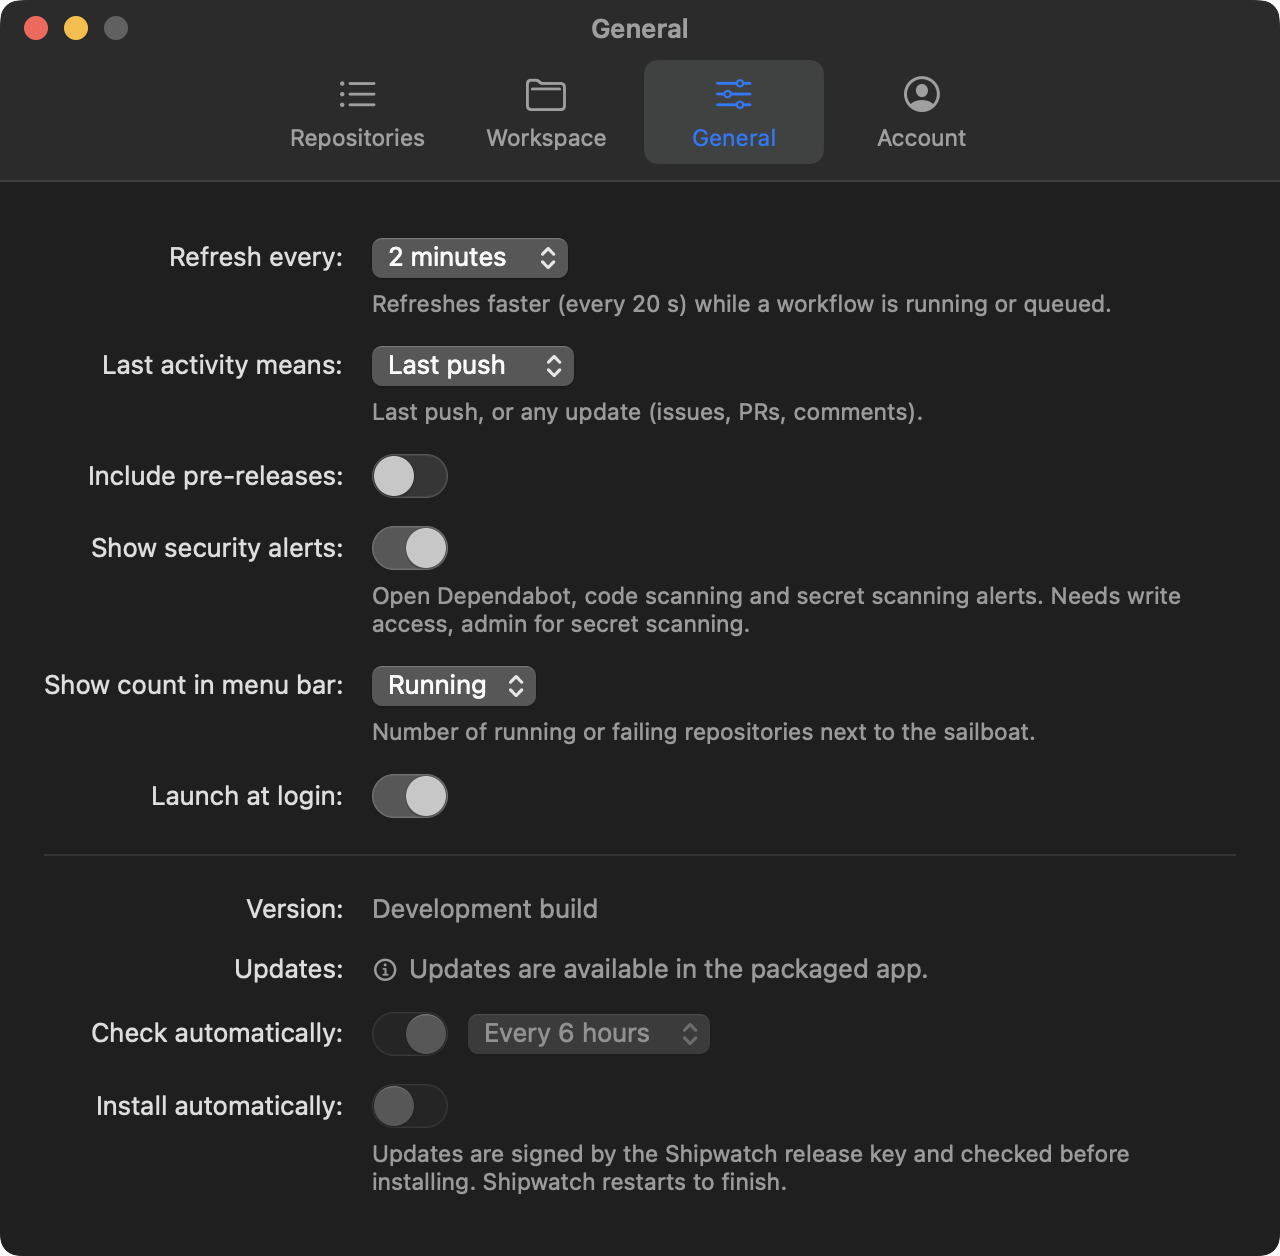 General
Repositories
Workspace
General
Account
Refresh every:
2 minutes
Refreshes faster (every 20 s) while a workflow is running or queued.
Last activity means:
Last push
Last push, or any update (issues, PRs, comments).
Include pre-releases:
Show security alerts:
Open Dependabot, code scanning and secret scanning alerts. Needs write
access, admin for secret scanning.
Show count in menu bar:
Running
Number of running or failing repositories next to the sailboat.
Launch at login:
Version:
Development build
Updates:
Updates are available in the packaged app.
Check automatically:
Every 6 hours
Install automatically:
Updates are signed by the Shipwatch release key and checked before
installing. Shipwatch restarts to finish.